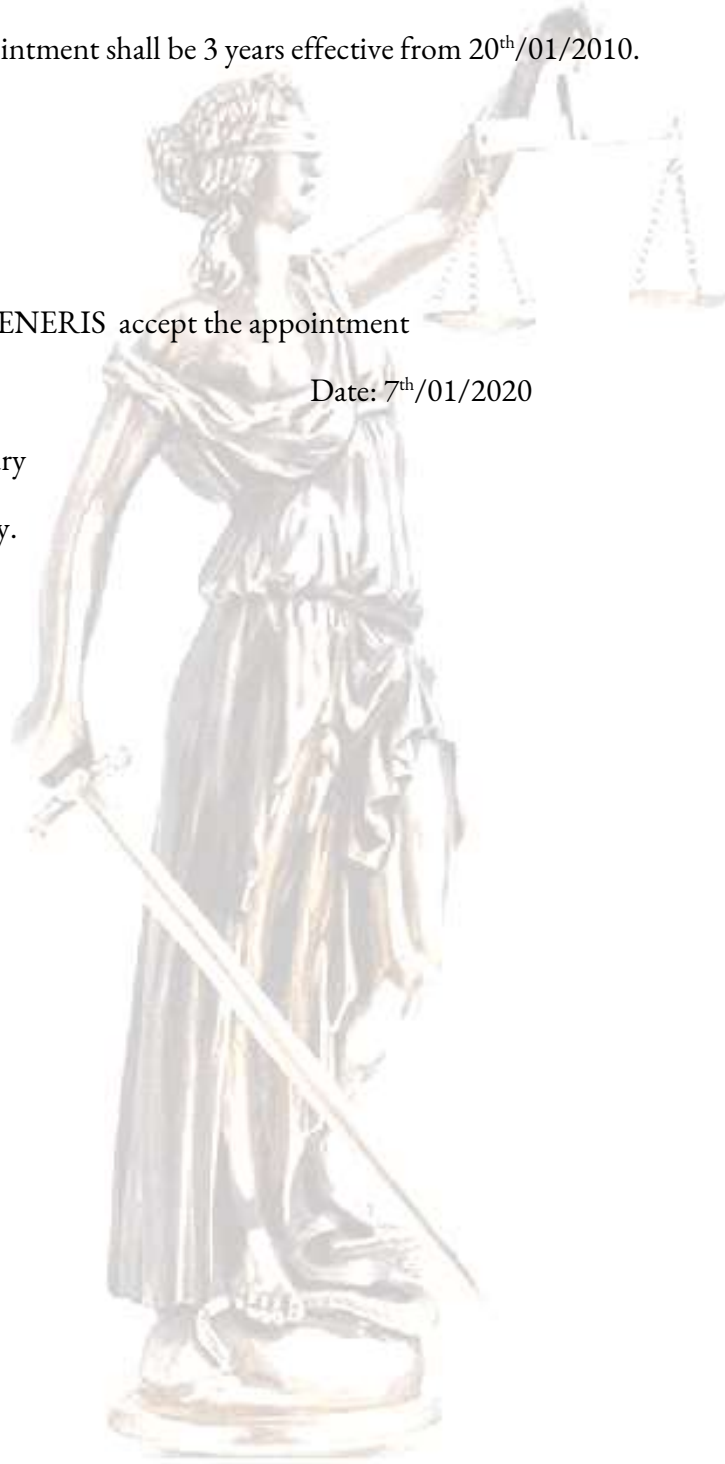 intment shall be 3 years effective from 20th/01/2010.
ENERIS accept the appointment
Date: 7th/01/2020
ry
y.